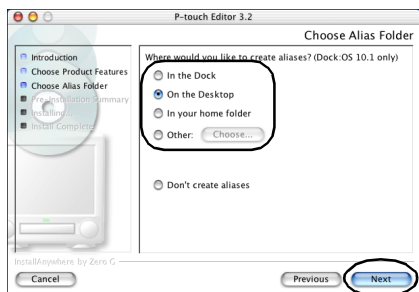 P-touch Editor 3.2
Choose Alias Folder
Introduction
Choose Product Features
Choose Alias Folder
Pre-Installation Summary
Installing...
Install Complete
Where would you like to create aliases? (Dock:OS 10.1 only)
In the Dock
On the Desktop
In your home folder
Other: Choose...
Don't create aliases
InstallAnywhere by Zero G
Cancel Previous Next